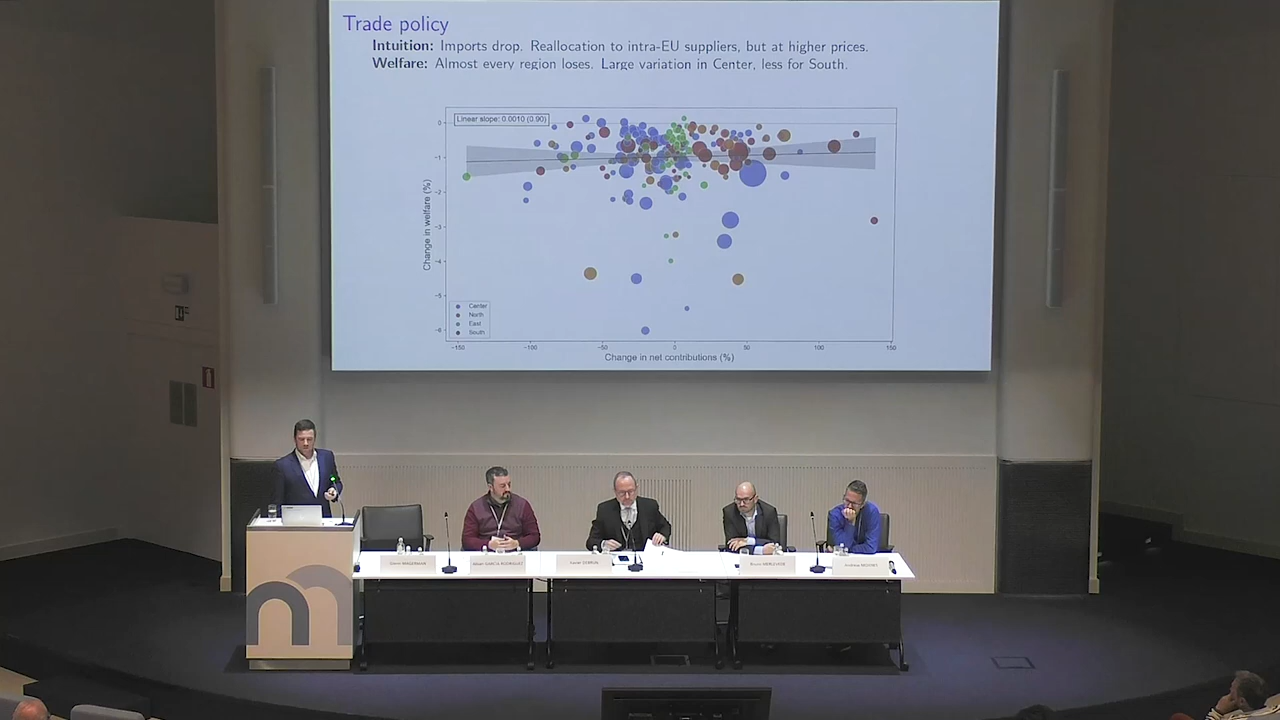 Trade policy
Intuition: Imports drop. Reallocation to intra-EU suppliers, but at higher prices.
Welfare: Almost every region loses. Large variation in Center, less for South.
Linear slope: 0.0010 (0.90)
0
−1
−2
−3
−4
−5
−6
Change in welfare (%)
Center
North
East
South
−150
−100
−50
0
50
100
150
Change in net contributions (%)